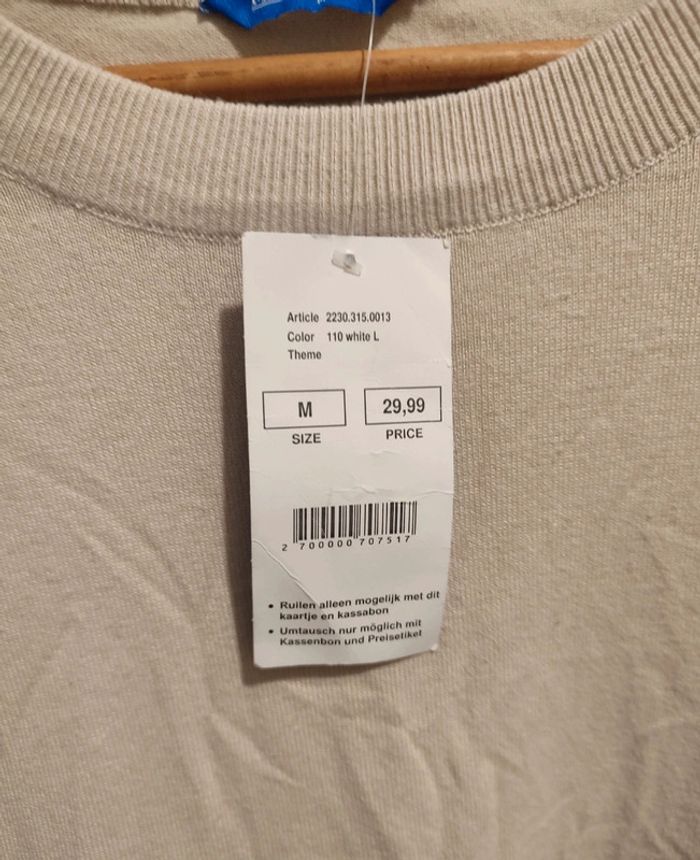 Article 2230.315.0013
Color 110 white L
Theme
M 29,99
SIZE PRICE
2 700000 707517
• Ruilen alleen mogelijk met dit
kaartje en kassabon
• Umtausch nur möglich mit
Kassenbon und Preisetikel